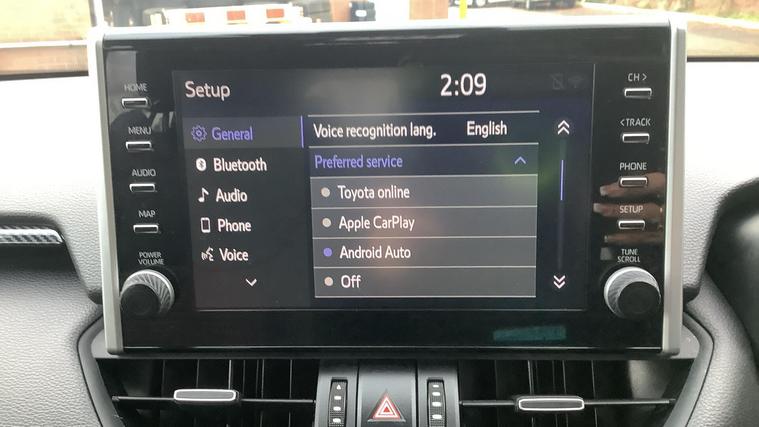 Setup
2:09
General
Bluetooth
Audio
Phone
Voice
Voice recognition lang. English
Preferred service
Toyota online
Apple CarPlay
Android Auto
Off
HOME
MENU
AUDIO
MAP
POWER
VOLUME
CH >
< TRACK
PHONE
SETUP
TUNE
SCROLL